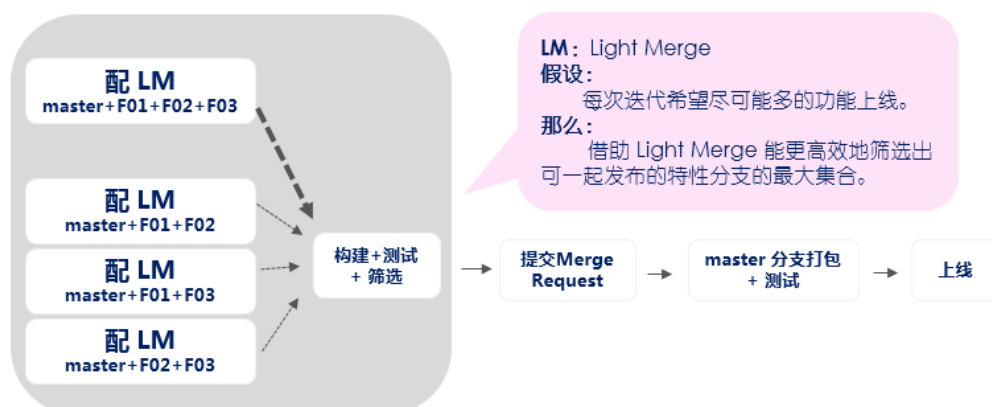 LM：Light Merge
假设：
每次迭代希望尽可能多的功能上线。
那么：
借助 Light Merge 能更高效地筛选出
可一起发布的特性分支的最大集合。
配 LM
master+F01+F02+F03
配 LM
master+F01+F02
配 LM
master+F01+F03
配 LM
master+F02+F03
构建+测试
+ 筛选
提交Merge
Request
master 分支打包
+ 测试
上线